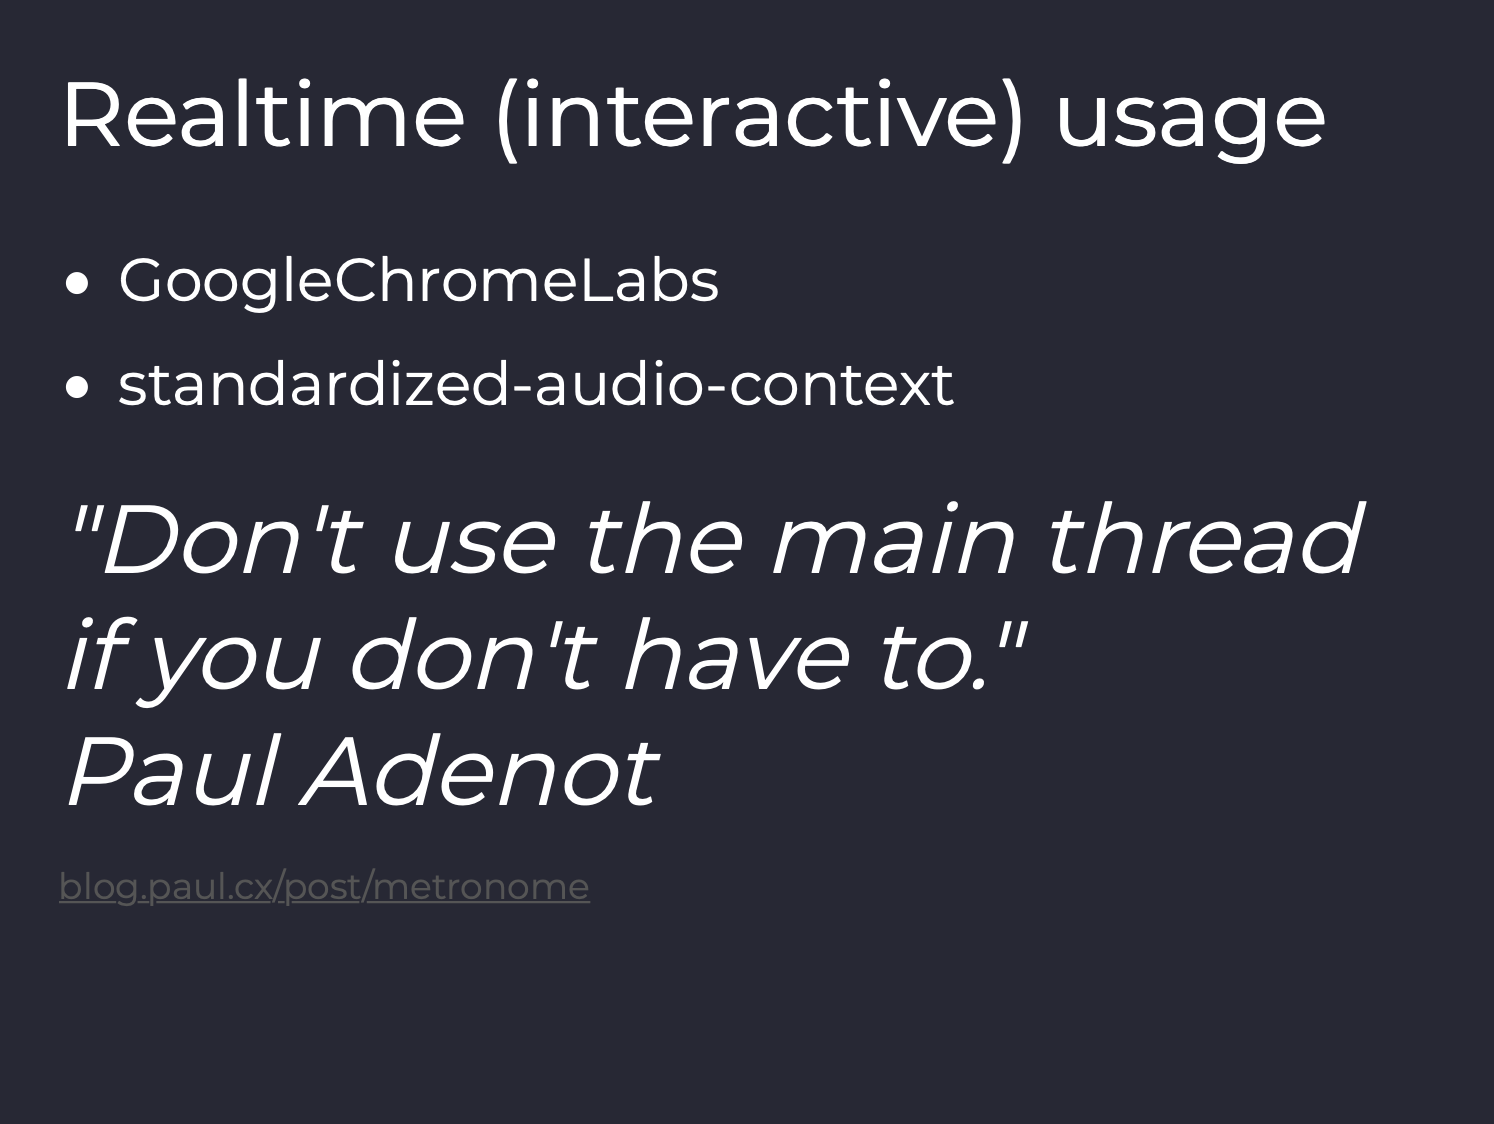 Realtime (interactive) usage
• GoogleChromeLabs
• standardized-audio-context
"Don't use the main thread
if you don't have to."
Paul Adenot
blog.paul.cx/post/metronome